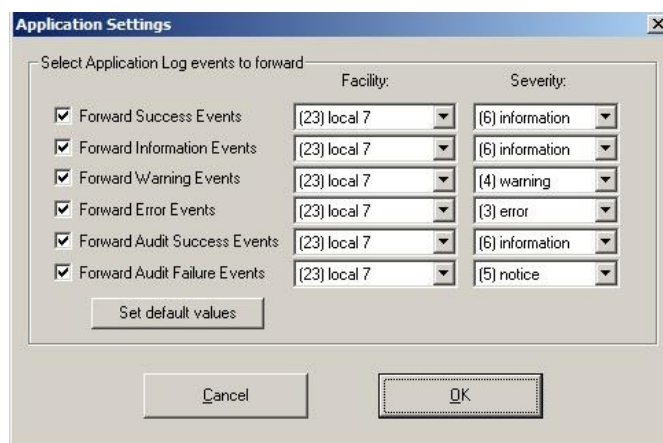 Application Settings
Select Application Log events to forward
Facility: Severity:
Forward Success Events (23) local 7 (6) information
Forward Information Events (23) local 7 (6) information
Forward Warning Events (23) local 7 (4) warning
Forward Error Events (23) local 7 (3) error
Forward Audit Success Events (23) local 7 (6) information
Forward Audit Failure Events (23) local 7 (5) notice
Set default values
Cancel OK